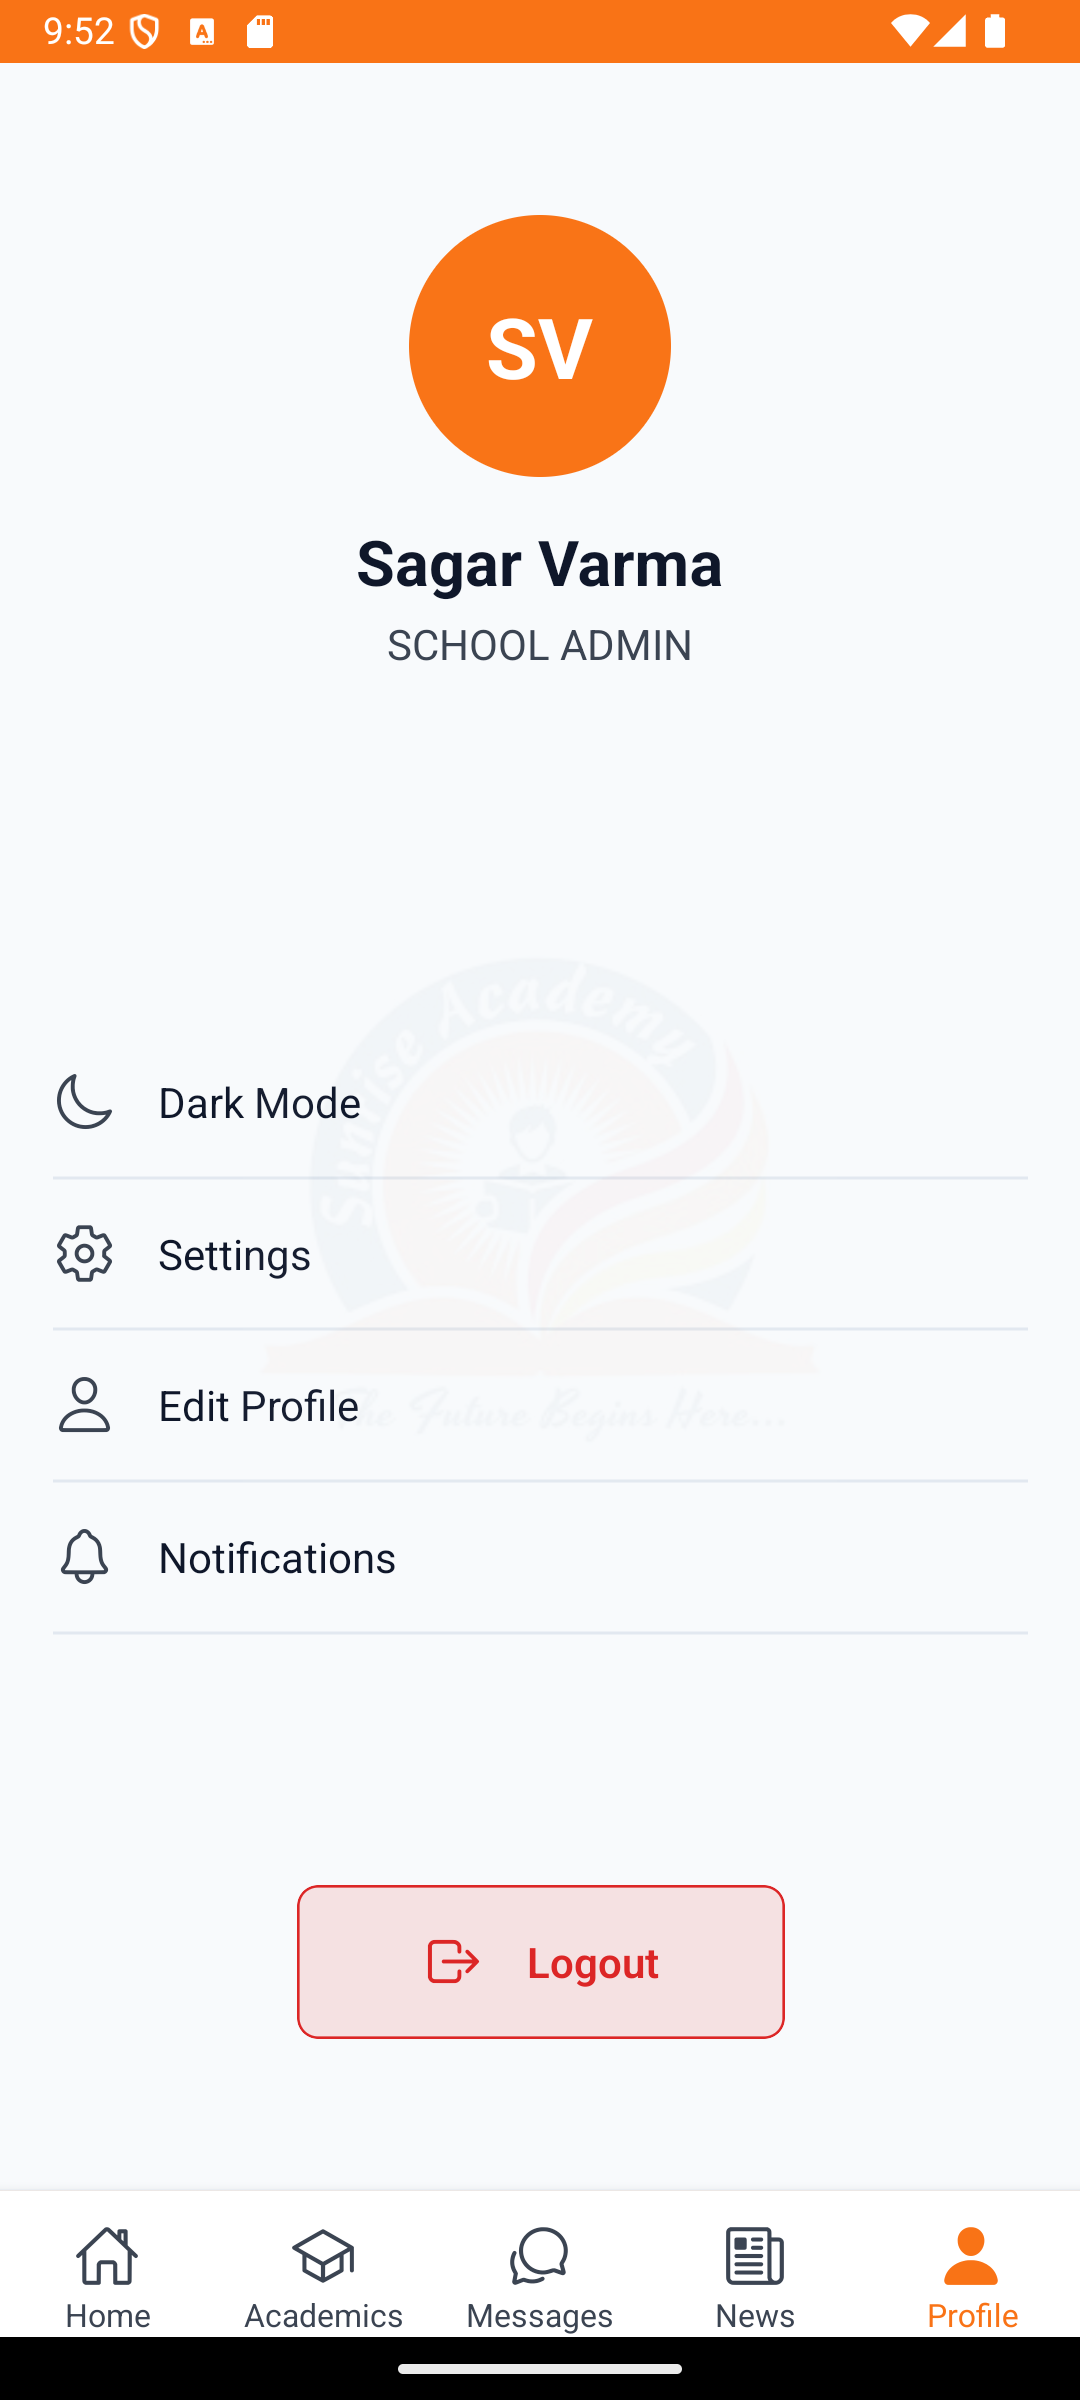 9:52
SV
Sagar Varma
SCHOOL ADMIN
Sunrise Academy
Dark Mode
Settings
Edit Profile
The Future Begins Here...
Notifications
Logout
Home
Academics
Messages
News
Profile